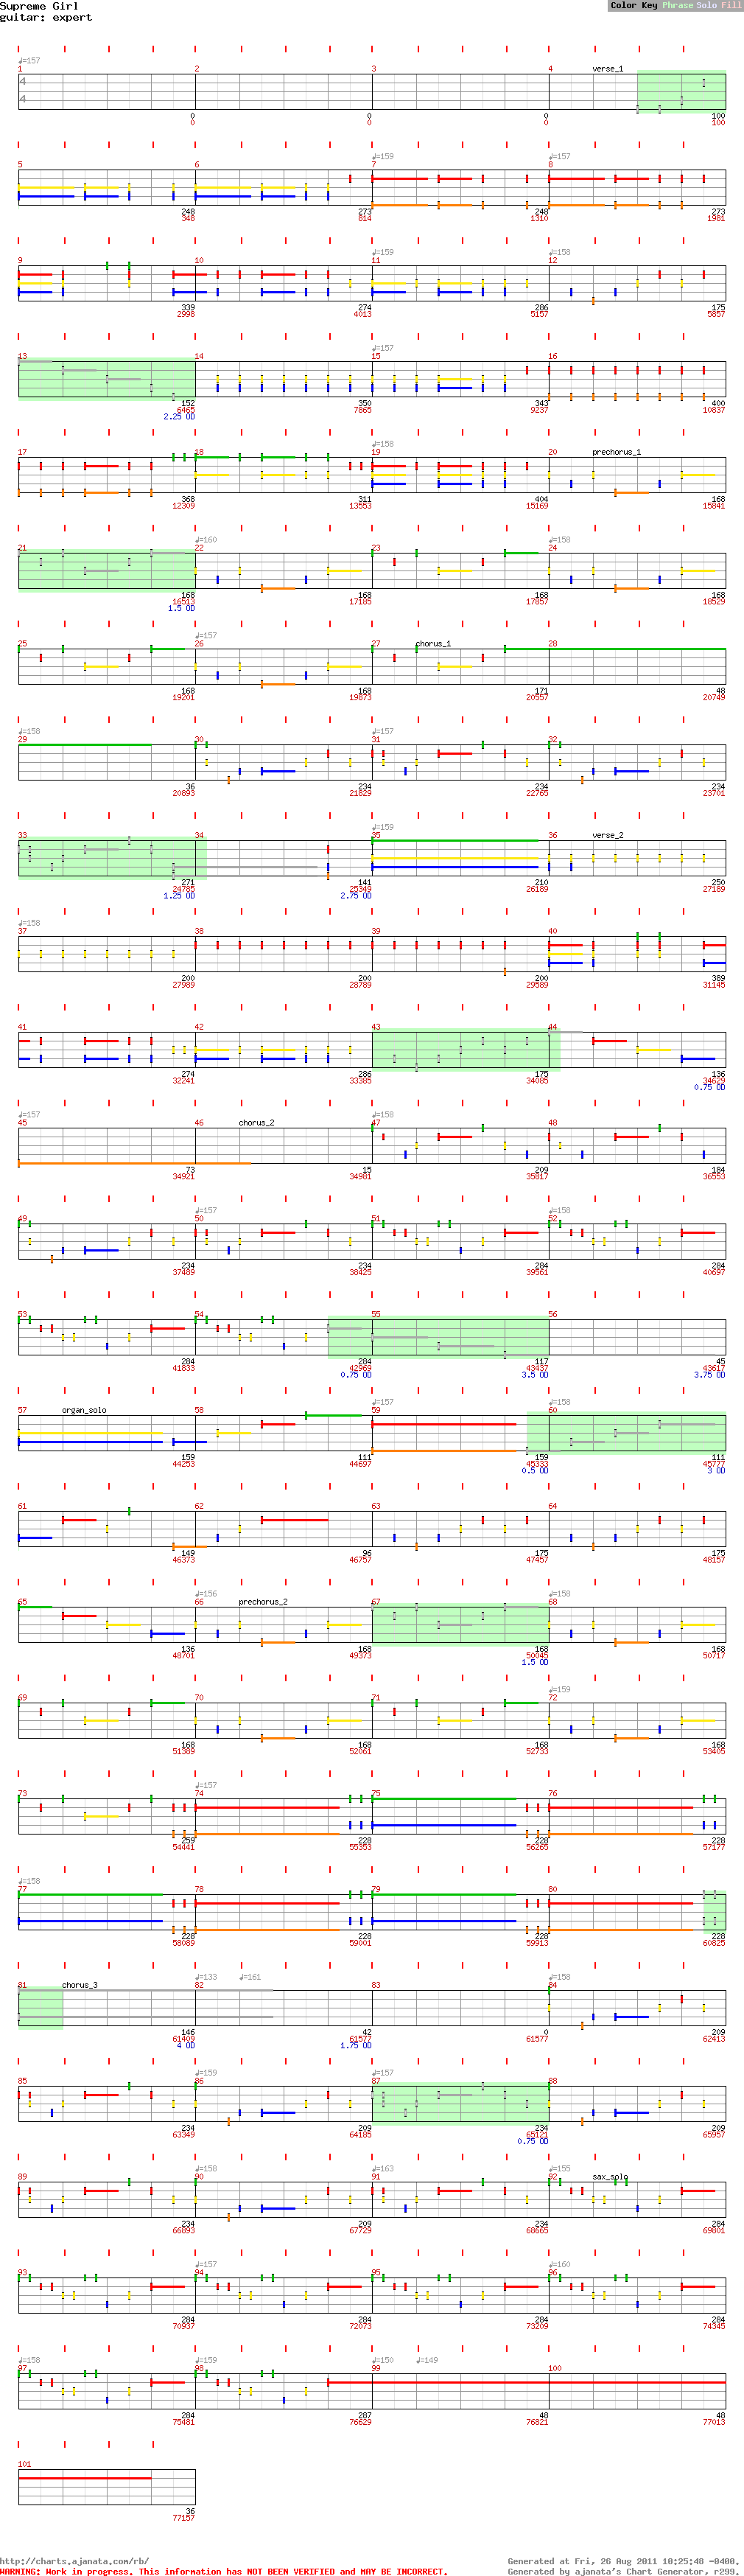 Supreme Girl
guitar: expert
Color Key Phrase Solo Fill
♩=157
1 2 3 4 verse_1
4
4
0 0 0 100
0 0 0 100
♩=159 ♩=157
5 6 7 8
248 273 248 273
348 814 1310 1981
♩=159 ♩=158
9 10 11 12
339 274 286 175
2998 4013 5157 5857
♩=157
13 14 15 16
152 350 343 400
6465 7865 9237 10837
2.25 OD
♩=158
17 18 19 20 prechorus_1
368 311 404 168
12309 13553 15169 15841
♩=160 ♩=158
21 22 23 24
168 168 168 168
16513 17185 17857 18529
1.5 OD
♩=157
25 26 27 chorus_1 28
168 168 171 48
19201 19873 20557 20749
♩=158 ♩=157
29 30 31 32
36 234 234 234
20893 21829 22765 23701
♩=159
33 34 35 36 verse_2
271 141 210 250
24785 25349 26189 27189
1.25 OD 2.75 OD
♩=158
37 38 39 40
200 200 200 389
27989 28789 29589 31145
41 42 43 44
274 286 175 136
32241 33385 34085 34629
0.75 OD
♩=157 ♩=158
45 46 chorus_2 47 48
73 15 209 184
34921 34981 35817 36553
♩=157 ♩=158
49 50 51 52
234 234 284 284
37489 38425 39561 40697
53 54 55 56
284 284 117 45
41833 42969 43437 43617
0.75 OD 3.5 OD 3.75 OD
♩=157 ♩=158
57 organ_solo 58 59 60
159 111 159 111
44253 44697 45333 45777
0.5 OD 3 OD
61 62 63 64
149 96 175 175
46373 46757 47457 48157
♩=156 ♩=158
65 66 prechorus_2 67 68
136 168 168 168
48701 49373 50045 50717
1.5 OD
♩=159
69 70 71 72
168 168 168 168
51389 52061 52733 53405
♩=157
73 74 75 76
259 228 228 228
54441 55353 56265 57177
♩=158
77 78 79 80
228 228 228 228
58089 59001 59913 60825
♩=133 ♩=161 ♩=158
81 chorus_3 82 83 84
146 42 0 209
61409 61577 61577 62413
4 OD 1.75 OD
♩=159 ♩=157
85 86 87 88
234 209 234 209
63349 64185 65121 65957
0.75 OD
♩=158 ♩=163 ♩=155
89 90 91 92 sax_solo
234 209 234 284
66893 67729 68665 69801
♩=157 ♩=160
93 94 95 96
284 284 284 284
70937 72073 73209 74345
♩=158 ♩=159 ♩=150 ♩=149
97 98 99 100
284 287 48 48
75481 76629 76821 77013
101
36
77157
http://charts.ajanata.com/rb/ Generated at Fri, 26 Aug 2011 10:25:48 -0400.
WARNING: Work in progress. This information has NOT BEEN VERIFIED and MAY BE INCORRECT. Generated by ajanata's Chart Generator, r299.